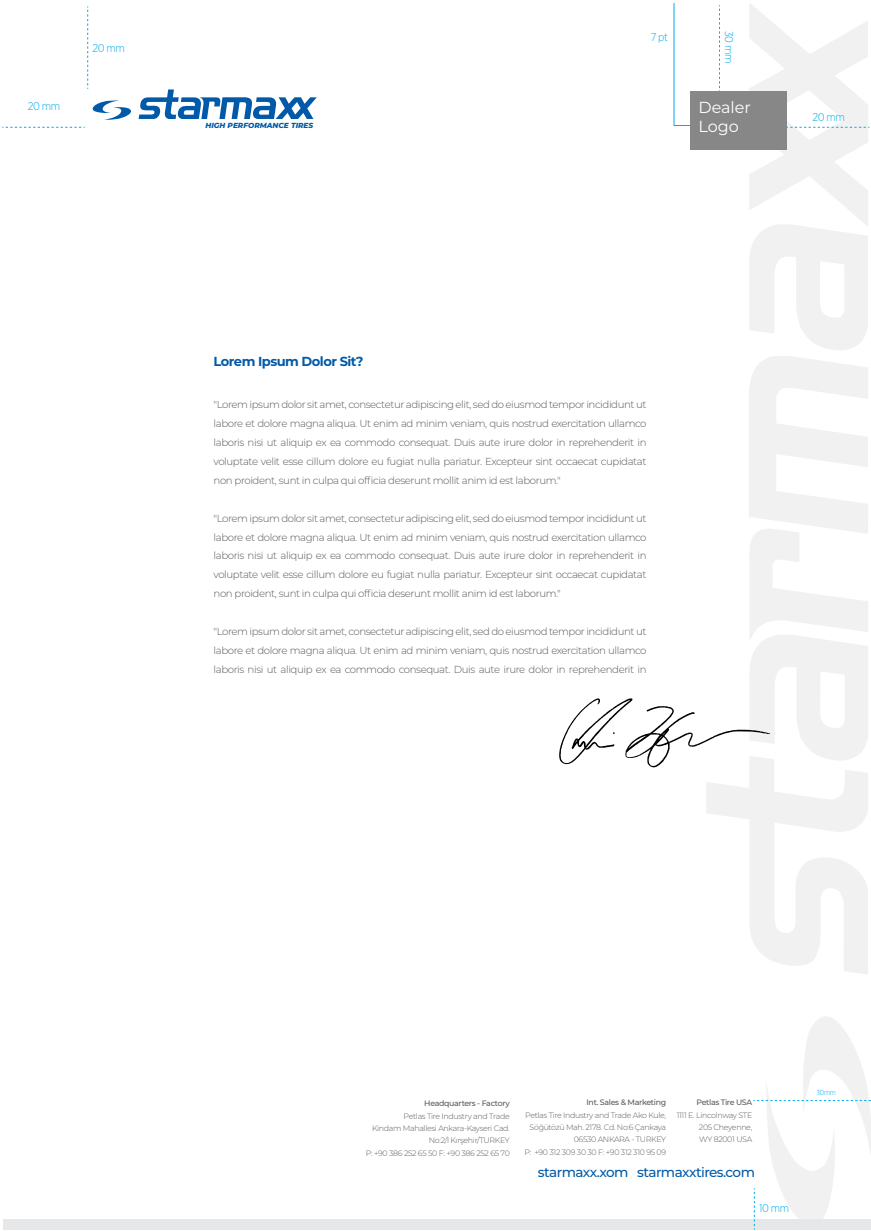 20 mm
7 pt
30 mm
20 mm
starmaxx
HIGH PERFORMANCE TIRES
Dealer
Logo
20 mm
starmaxx
Lorem Ipsum Dolor Sit?
"Lorem ipsum dolor sit amet, consectetur adipiscing elit, sed do eiusmod tempor incididunt ut
labore et dolore magna aliqua. Ut enim ad minim veniam, quis nostrud exercitation ullamco
laboris nisi ut aliquip ex ea commodo consequat. Duis aute irure dolor in reprehenderit in
voluptate velit esse cillum dolore eu fugiat nulla pariatur. Excepteur sint occaecat cupidatat
non proident, sunt in culpa qui officia deserunt mollit anim id est laborum."
"Lorem ipsum dolor sit amet, consectetur adipiscing elit, sed do eiusmod tempor incididunt ut
labore et dolore magna aliqua. Ut enim ad minim veniam, quis nostrud exercitation ullamco
laboris nisi ut aliquip ex ea commodo consequat. Duis aute irure dolor in reprehenderit in
voluptate velit esse cillum dolore eu fugiat nulla pariatur. Excepteur sint occaecat cupidatat
non proident, sunt in culpa qui officia deserunt mollit anim id est laborum."
"Lorem ipsum dolor sit amet, consectetur adipiscing elit, sed do eiusmod tempor incididunt ut
labore et dolore magna aliqua. Ut enim ad minim veniam, quis nostrud exercitation ullamco
laboris nisi ut aliquip ex ea commodo consequat. Duis aute irure dolor in reprehenderit in
Headquarters - Factory
Petlas Tire Industry and Trade
Kindam Mahallesi Ankara-Kayseri Cad.
No:2/1 Kırşehir/TURKEY
P: +90 386 252 65 50 F: +90 386 252 65 70
Int. Sales & Marketing
Petlas Tire Industry and Trade Ako Kule,
Söğütözü Mah. 2178. Cd. No:6 Çankaya
06530 ANKARA - TURKEY
P: +90 312 309 30 30 F: +90 312 310 95 09
Petlas Tire USA
1111 E. Lincolnway STE
205 Cheyenne,
WY 82001 USA
30mm
starmaxx.xom starmaxxtires.com
10 mm